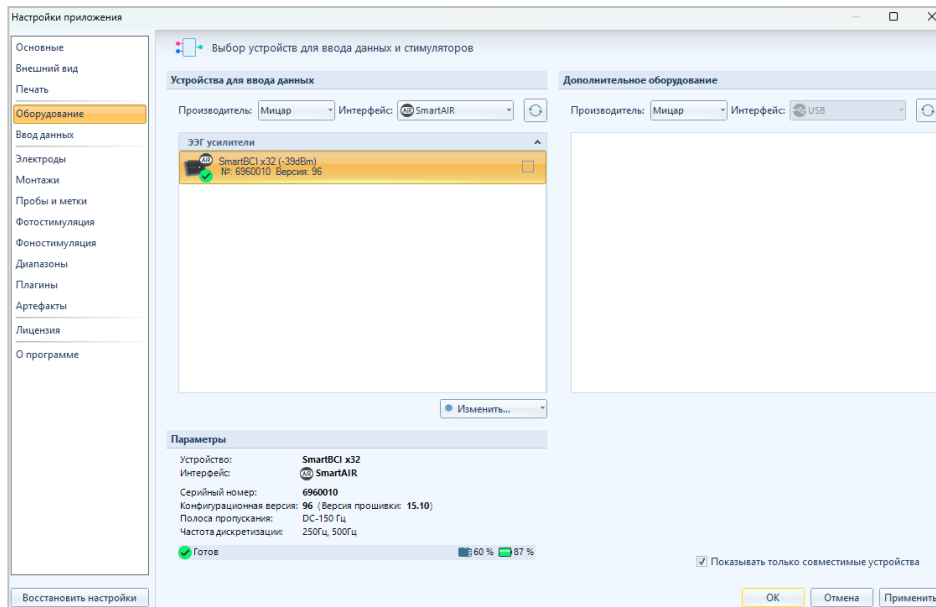 Настройки приложения
Основные
Внешний вид
Печать
Оборудование
Ввод данных
Электроды
Монтажи
Пробы и метки
Фотостимуляция
Фоностимуляция
Диапазоны
Плагины
Артефакты
Лицензия
О программе
Восстановить настройки
Выбор устройств для ввода данных и стимуляторов
Устройства для ввода данных
Производитель: Мицар Интерфейс: AIR SmartAIR
ЭЭГ усилители
AIR SmartBCI x32 (-39dBm)
№: 6960010 Версия: 96
Изменить...
Параметры
Устройство: SmartBCI x32
Интерфейс: AIR SmartAIR
Серийный номер: 6960010
Конфигурационная версия: 96 (Версия прошивки: 15.10)
Полоса пропускания: DC-150 Гц
Частота дискретизации: 250Гц, 500Гц
Готов 60 % 87 %
Дополнительное оборудование
Производитель: Мицар Интерфейс: USB
Показывать только совместимые устройства
OK Отмена Применить